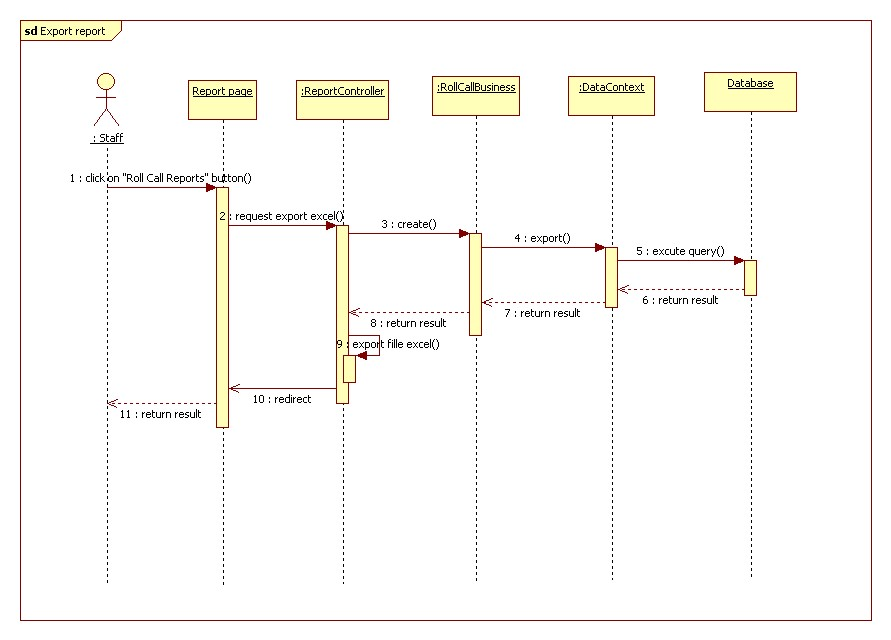 sd Export report
: Staff
Report page
:ReportController
:RollCallBusiness
:DataContext
Database
1 : click on "Roll Call Reports" button()
2 : request export excel()
3 : create()
4 : export()
5 : excute query()
6 : return result
7 : return result
8 : return result
9 : export fille excel()
10 : redirect
11 : return result